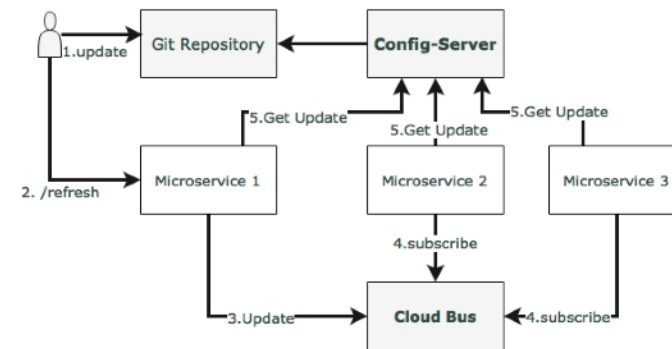 1.update
Git Repository
Config-Server
5.Get Update
5.Get Update
5.Get Update
2. /refresh
Microservice 1
Microservice 2
Microservice 3
4.subscribe
3.Update
Cloud Bus
4.subscribe